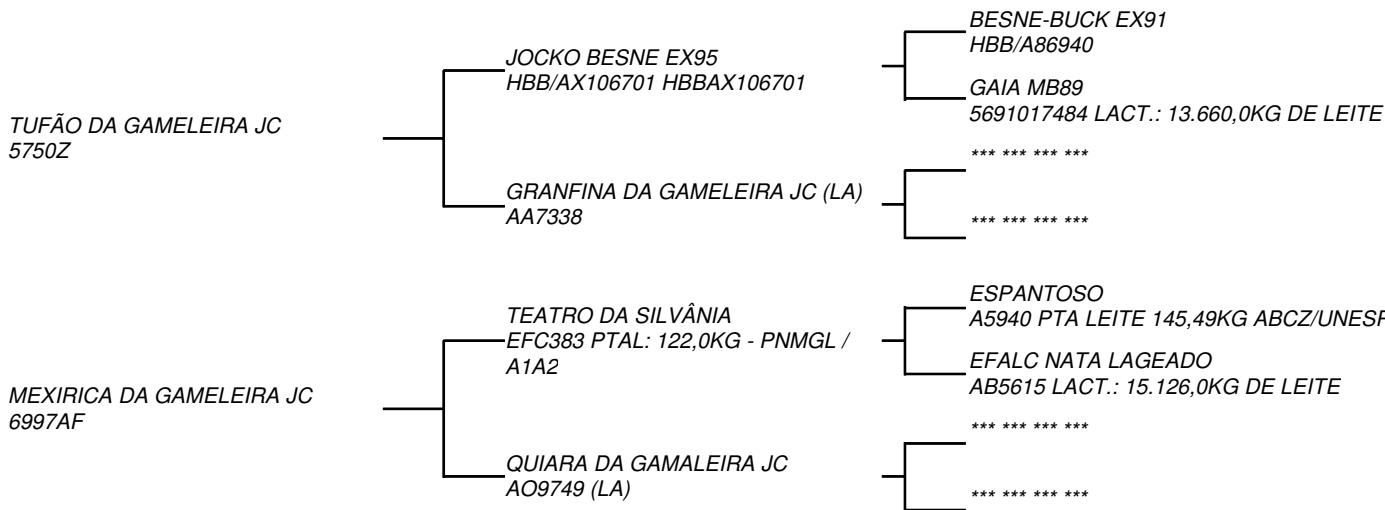 BESNE-BUCK EX91
HBB/A86940
JOCKO BESNE EX95
HBB/AX106701 HBBAX106701
GAIA MB89
5691017484 LACT.: 13.660,0KG DE LEITE
TUFÃO DA GAMELEIRA JC
5750Z
*** *** *** ***
GRANFINA DA GAMELEIRA JC (LA)
AA7338
*** *** *** ***
ESPANTOSO
A5940 PTA LEITE 145,49KG ABCZ/UNESP
TEATRO DA SILVÂNIA
EFC383 PTAL: 122,0KG - PNMGL /
A1A2
EFALC NATA LAGEADO
AB5615 LACT.: 15.126,0KG DE LEITE
MEXIRICA DA GAMELEIRA JC
6997AF
*** *** *** ***
QUIARA DA GAMALEIRA JC
AO9749 (LA)
*** *** *** ***